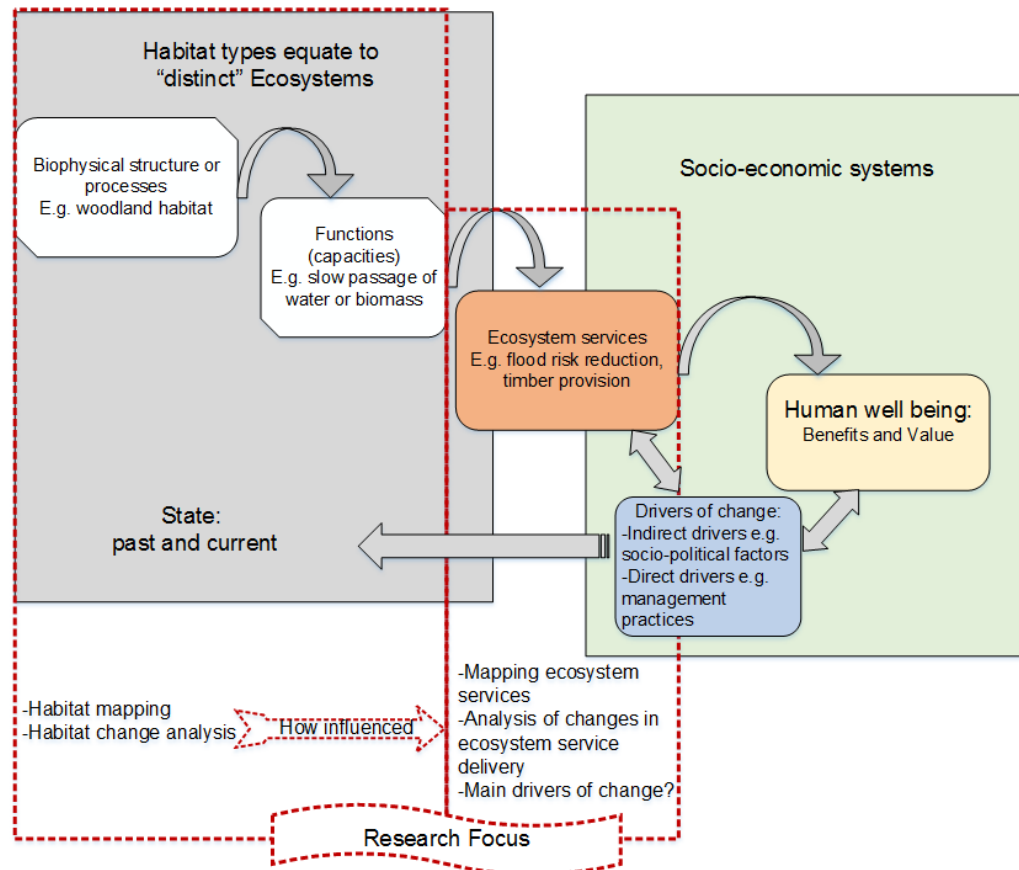 Habitat types equate to
“distinct” Ecosystems
Biophysical structure or
processes
E.g. woodland habitat
Functions
(capacities)
E.g. slow passage of
water or biomass
Socio-economic systems
Ecosystem services
E.g. flood risk reduction,
timber provision
Human well being:
Benefits and Value
State:
past and current
Drivers of change:
-Indirect drivers e.g.
socio-political factors
-Direct drivers e.g.
management
practices
-Habitat mapping
-Habitat change analysis
How influenced
-Mapping ecosystem
services
-Analysis of changes in
ecosystem service
delivery
-Main drivers of change?
Research Focus